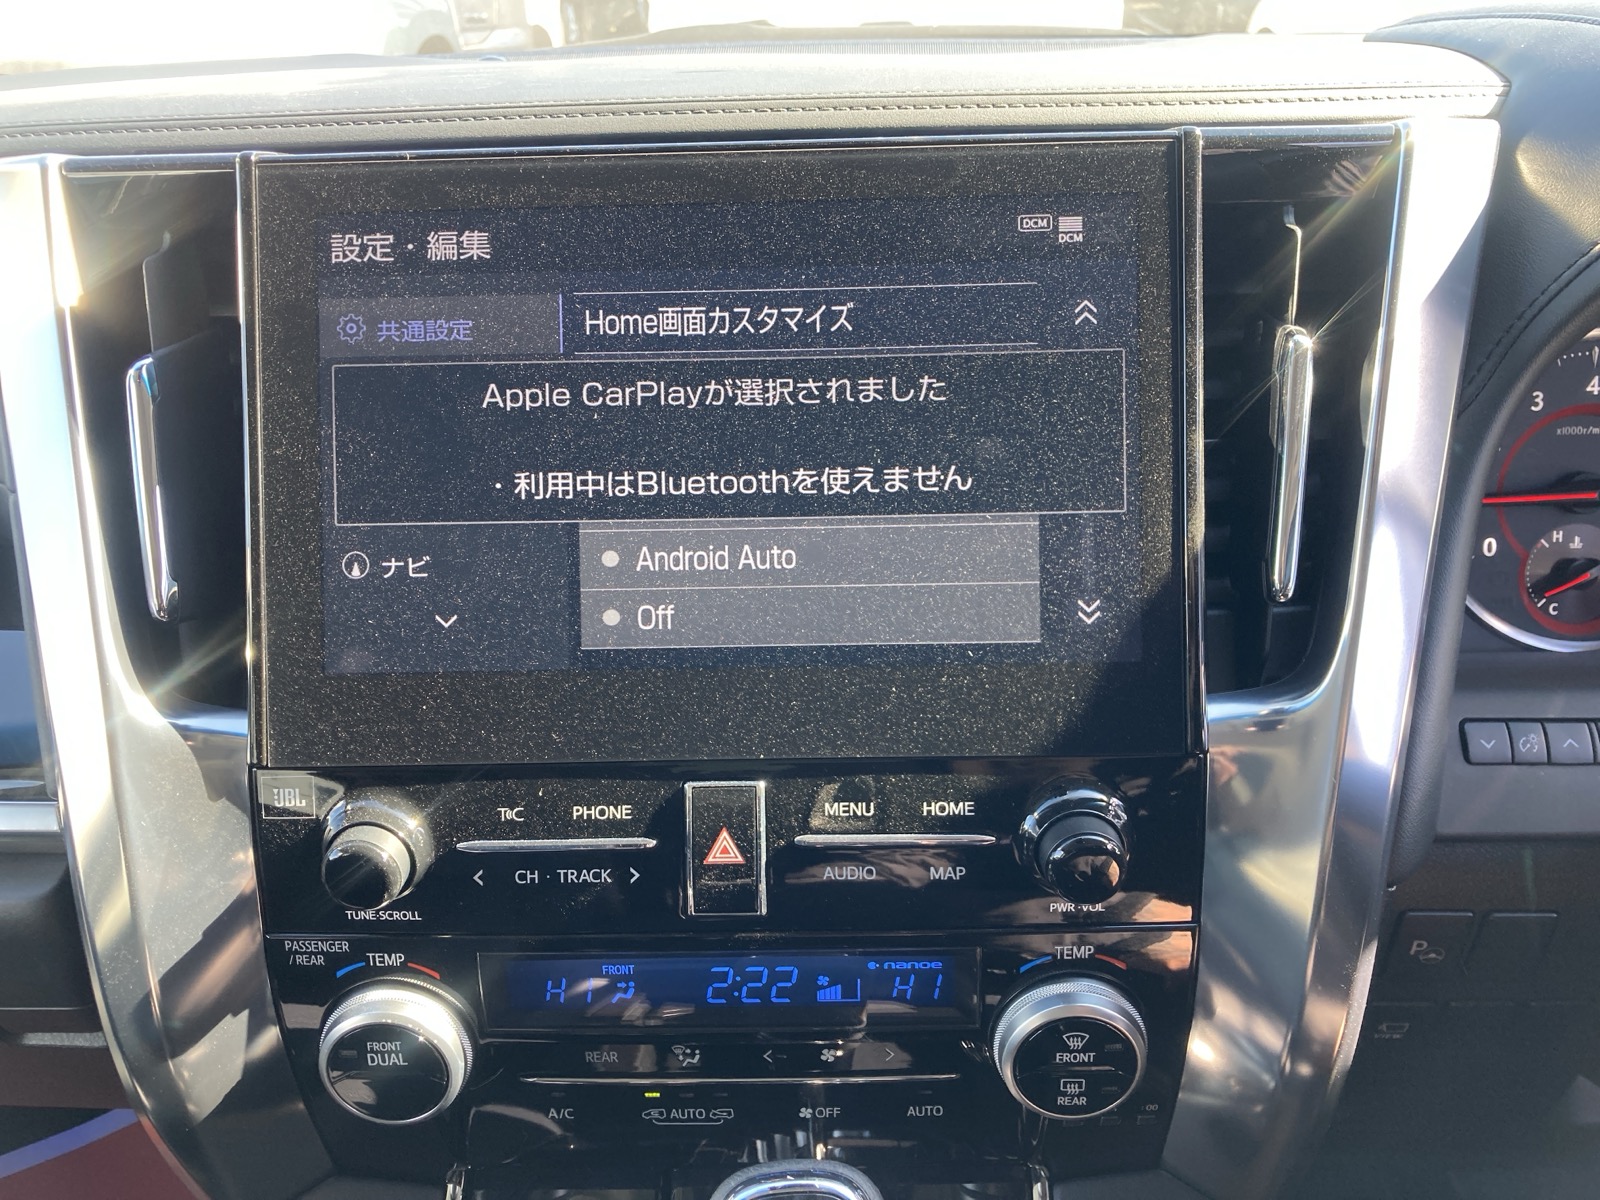 設定・編集
DCM
DCM
共通設定
Home画面カスタマイズ
Apple CarPlayが選択されました
・利用中はBluetoothを使えません
ナビ
Android Auto
Off
3
4
x1000r/m
0
H
C
JBL
PHONE
MENU
HOME
< CH・TRACK >
AUDIO
MAP
TUNE·SCROLL
PWR·VOL
PASSENGER
/ REAR
TEMP
TEMP
HI
FRONT
2:22
nanoe
HI
FRONT
DUAL
REAR
FRONT
REAR
A/C
AUTO
OFF
AUTO
P